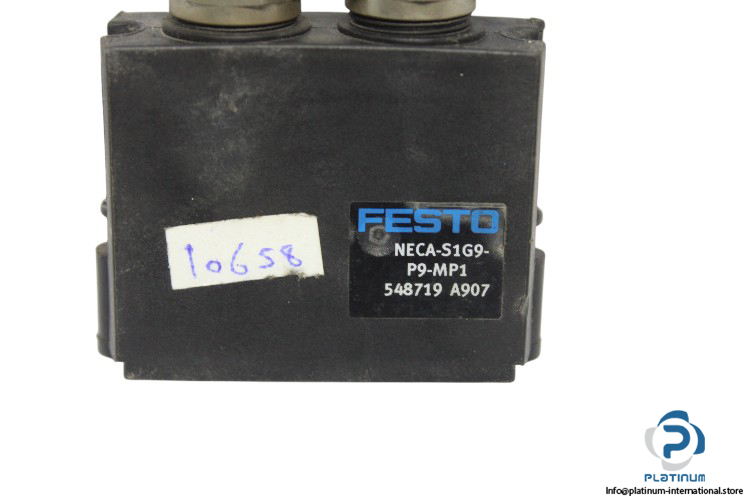 FESTO
NECA-S1G9-
P9-MP1
548719 A907
10658
PLATINUM
Info@platinum-international.store